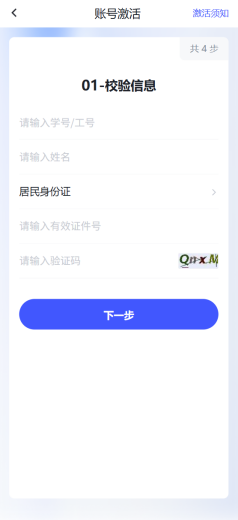 账号激活
激活须知
共 4 步
01-校验信息
请输入学号/工号
请输入姓名
居民身份证
请输入有效证件号
请输入验证码
QnxM
下一步